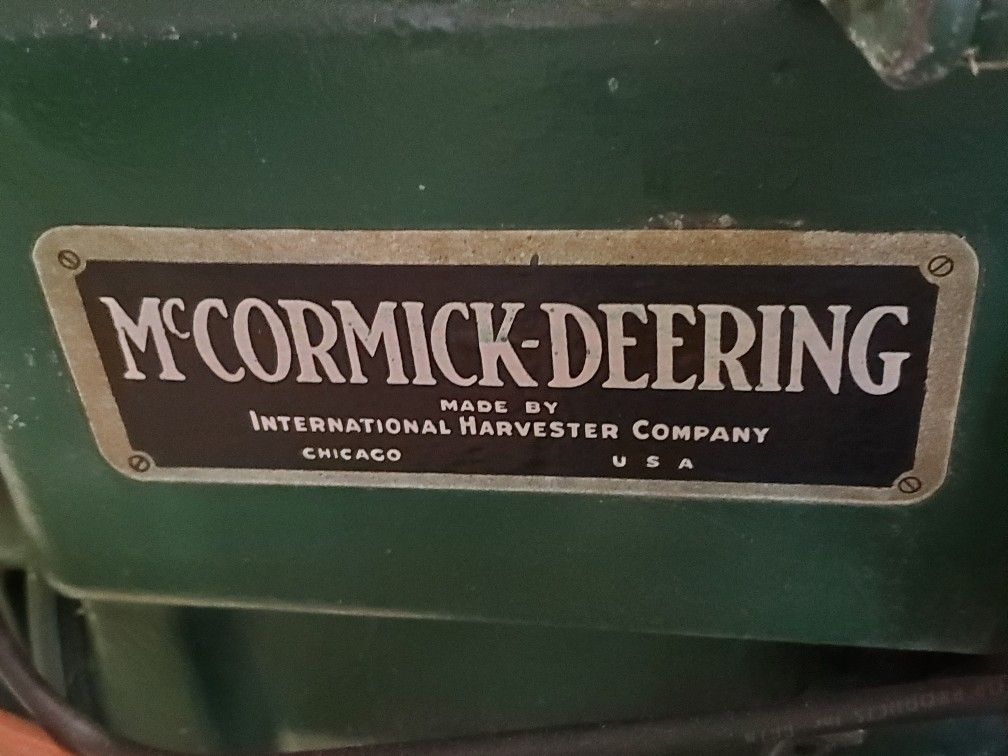 McCORMICK-DEERING
MADE BY
INTERNATIONAL HARVESTER COMPANY
CHICAGO U S A